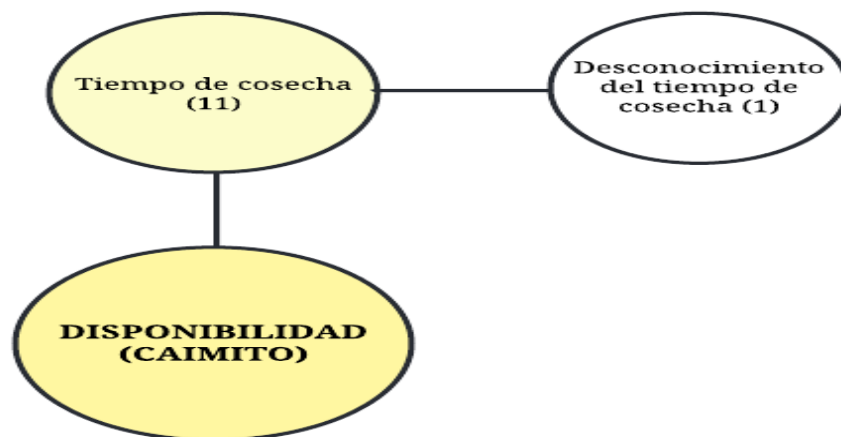 Tiempo de cosecha
(11)
Desconocimiento
del tiempo de
cosecha (1)
DISPONIBILIDAD
(CAIMITO)